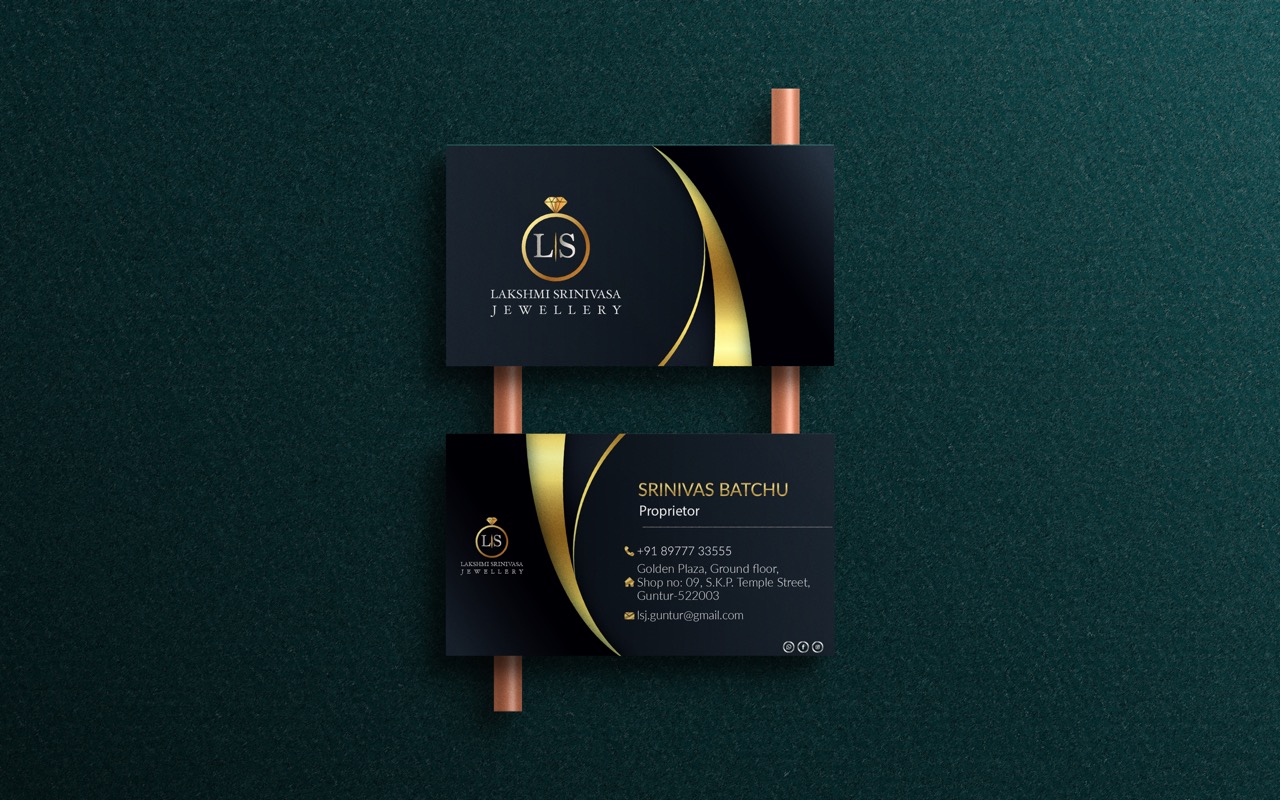 L|S
LAKSHMI SRINIVASA
JEWELLERY
L|S
LAKSHMI SRINIVASA
JEWELLERY
SRINIVAS BATCHU
Proprietor
+91 89777 33555
Golden Plaza, Ground floor,
Shop no: 09, S.K.P. Temple Street,
Guntur-522003
lsj.guntur@gmail.com